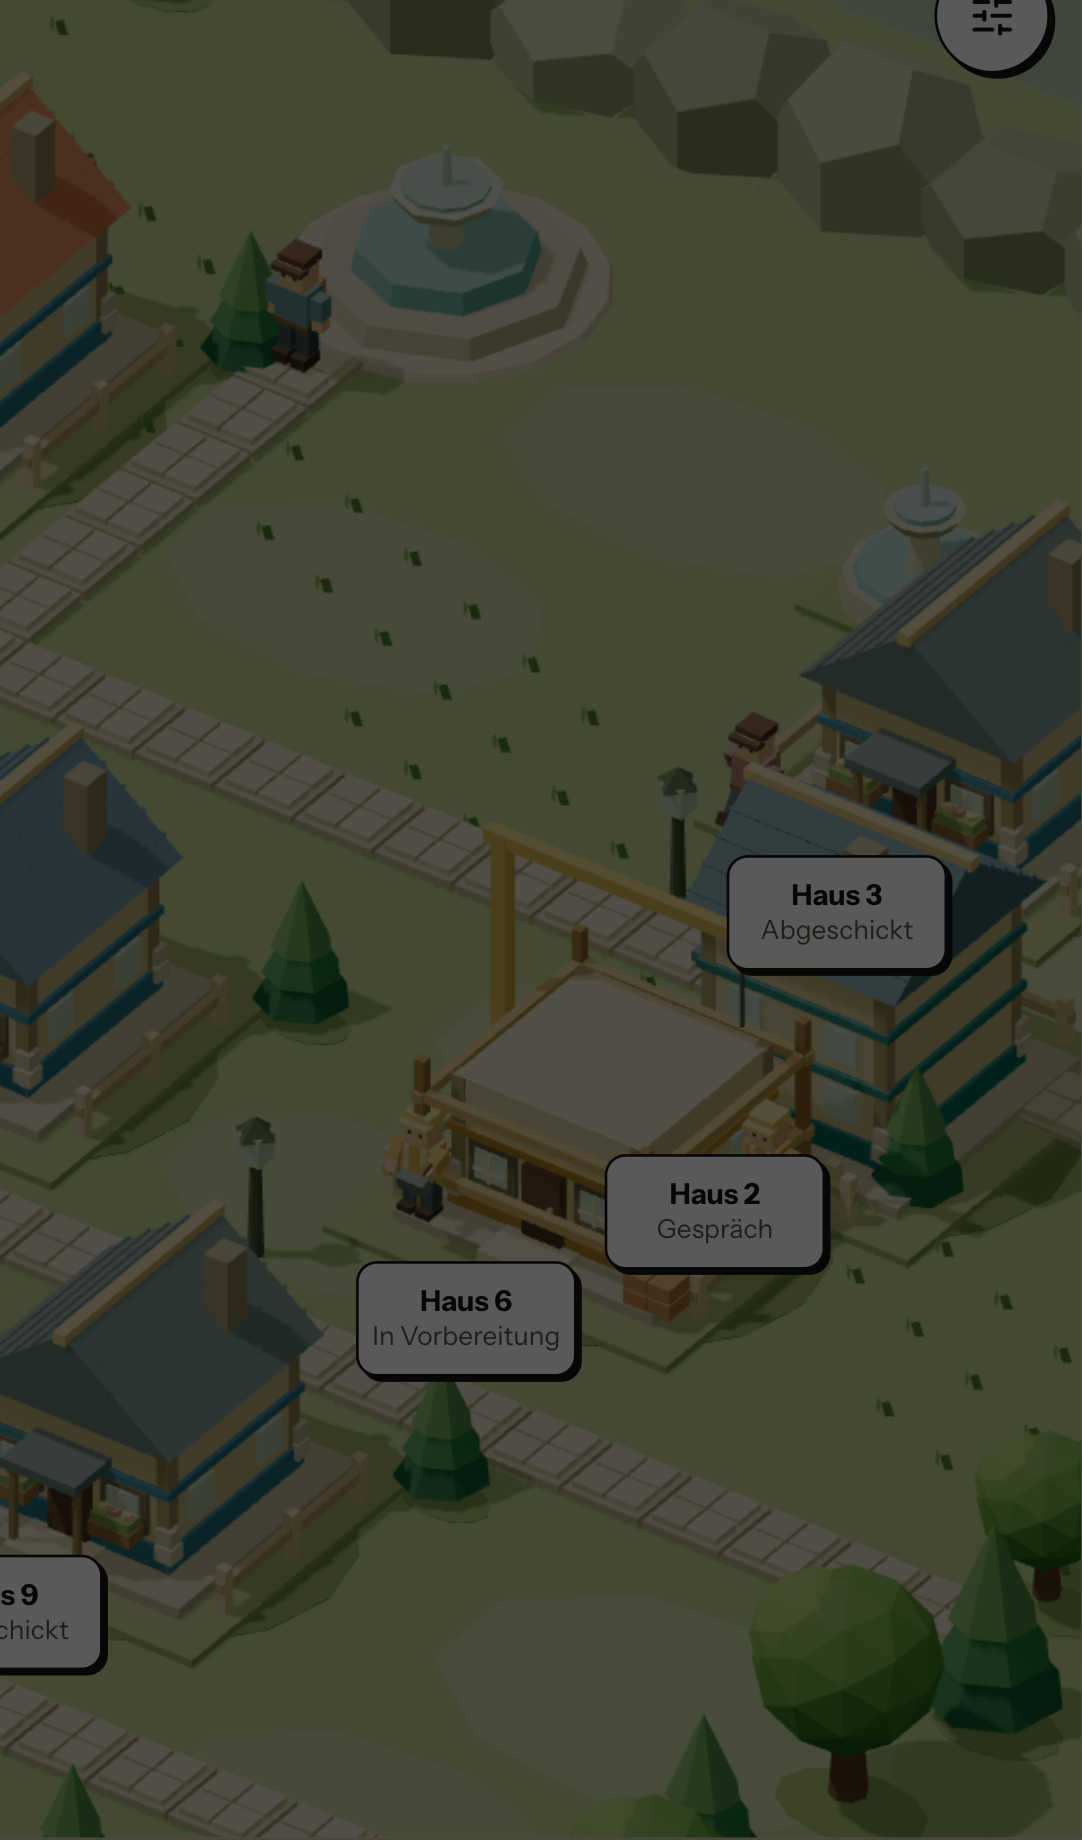 Haus 3
Abgeschickt
Haus 2
Gespräch
Haus 6
In Vorbereitung
s 9
chickt